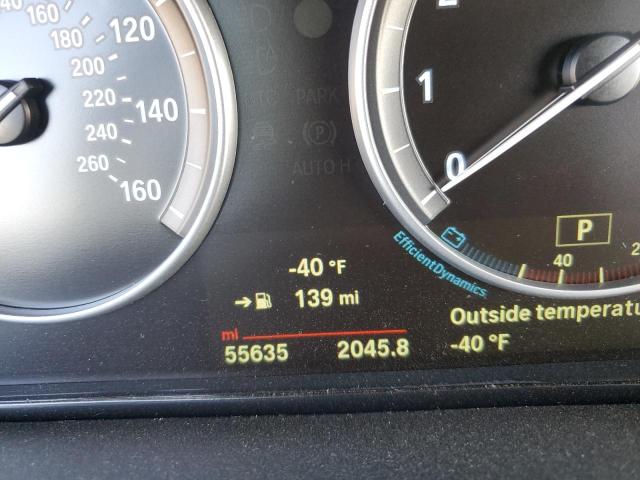 160
180
200
220
240
260
120
140
160
PARK
(P)
AUTO H
2
1
0
EfficientDynamics
P
40
-40 °F
139 mi
mi
55635 2045.8
Outside temperatu
-40 °F